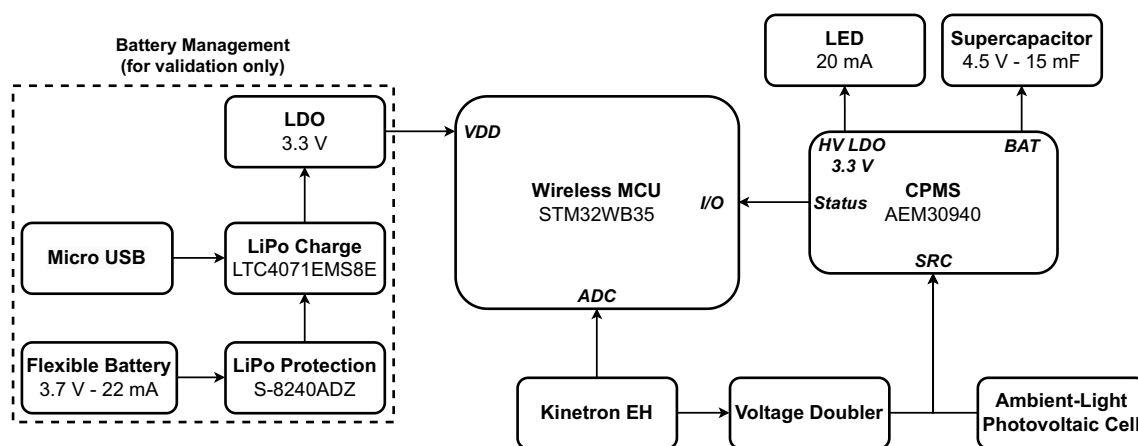 Battery Management
(for validation only)
LDO
3.3 V
Micro USB
LiPo Charge
LTC4071EMS8E
Flexible Battery
3.7 V - 22 mA
LiPo Protection
S-8240ADZ
VDD
Wireless MCU
STM32WB35
I/O
ADC
LED
20 mA
Supercapacitor
4.5 V - 15 mF
HV LDO
3.3 V
BAT
CPMS
AEM30940
Status
SRC
Kinetron EH
Voltage Doubler
Ambient-Light
Photovoltaic Cell